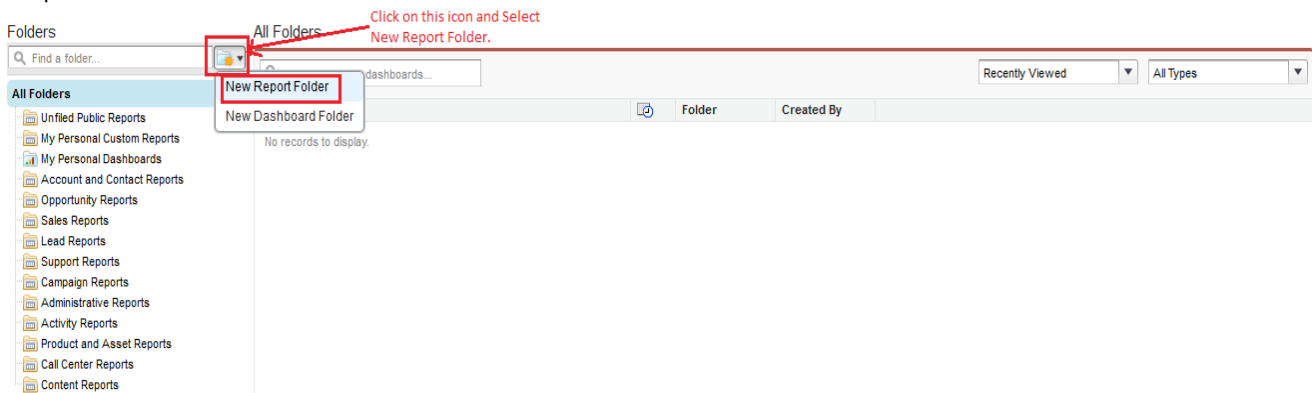 Click on this icon and Select
New Report Folder.
Folders
All Folders
Find a folder...
dashboards...
Recently Viewed
All Types
New Report Folder
New Dashboard Folder
Folder
Created By
No records to display.
All Folders
Unfiled Public Reports
My Personal Custom Reports
My Personal Dashboards
Account and Contact Reports
Opportunity Reports
Sales Reports
Lead Reports
Support Reports
Campaign Reports
Administrative Reports
Activity Reports
Product and Asset Reports
Call Center Reports
Content Reports